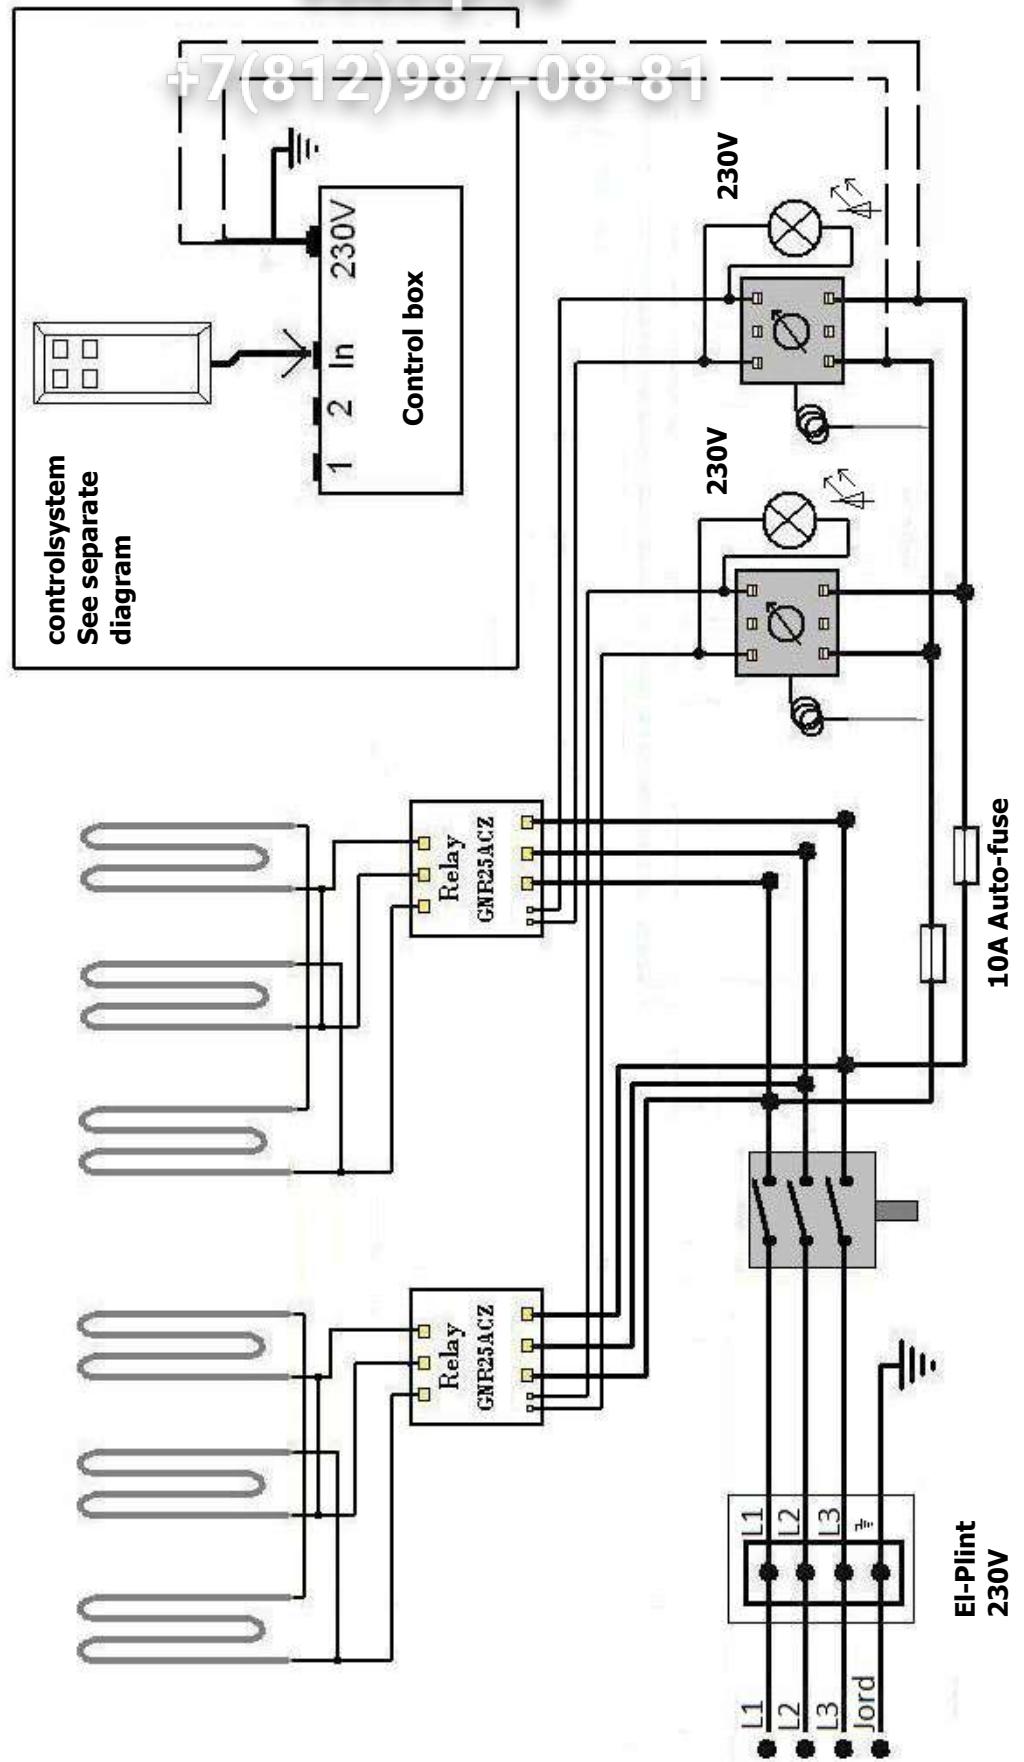 +7(812)987-08-81
controlsystem
See separate
diagram
1
2
In
230V
Control box
230V
230V
Relay
GNR25ACZ
Relay
GNR25ACZ
10A Auto-fuse
L1
L2
L3
L1
L2
L3
Jord
El-Plint
230V